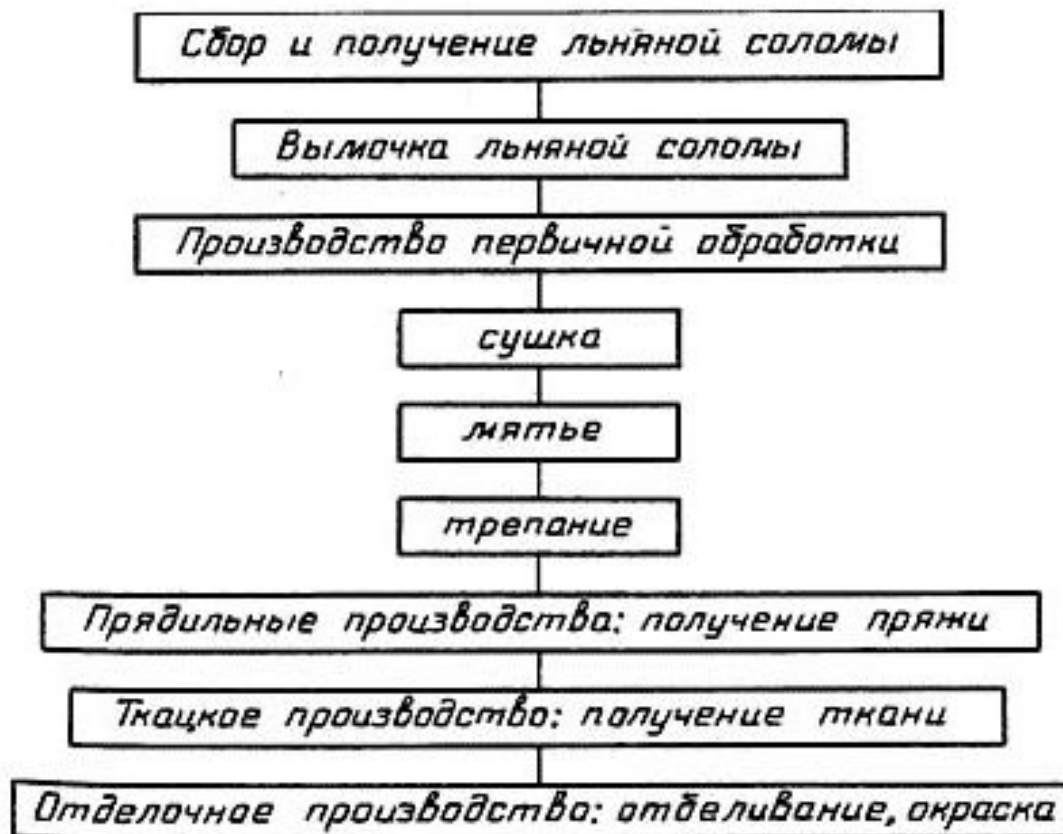 Сбор и получение льняной соломы
Вымочка льняной соломы
Производство первичной обработки
сушка
мятье
трепание
Прядильные производства: получение пряжи
Ткацкое производство: получение ткани
Отделочное производство: отбеливание, окраска